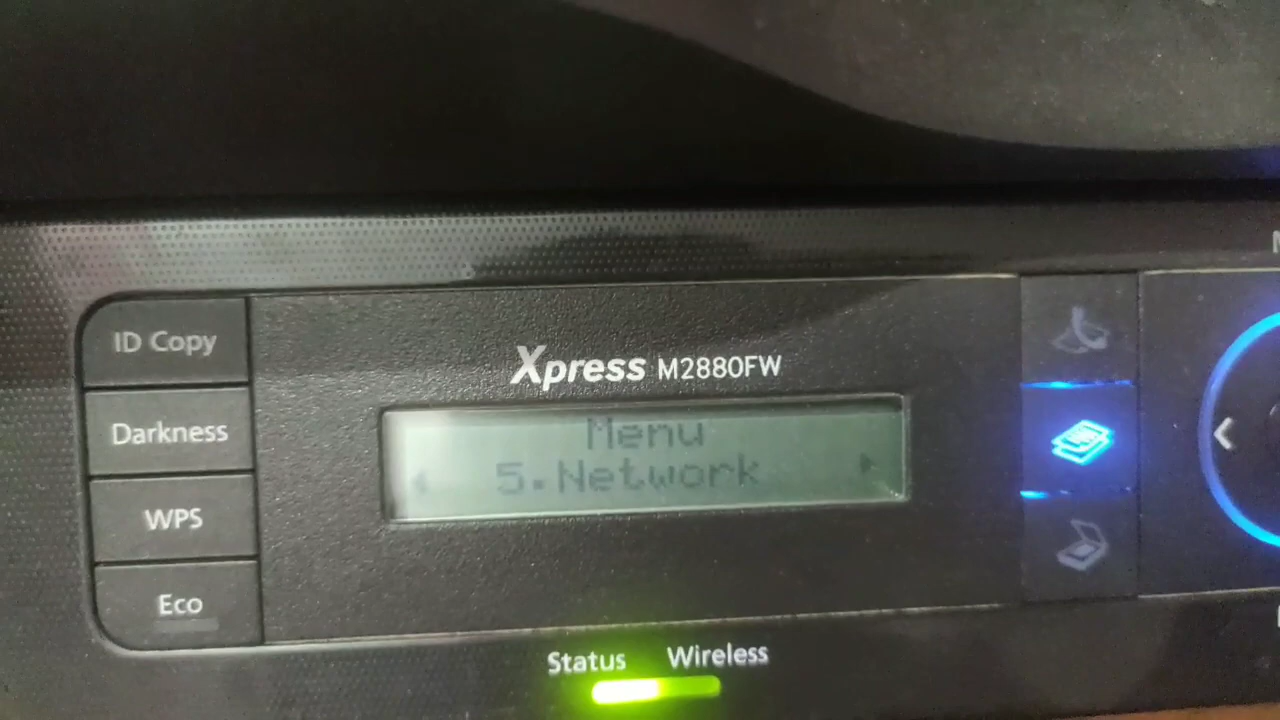 ID Copy
Darkness
WPS
Eco
Xpress M2880FW
Menu
5.Network
Status Wireless